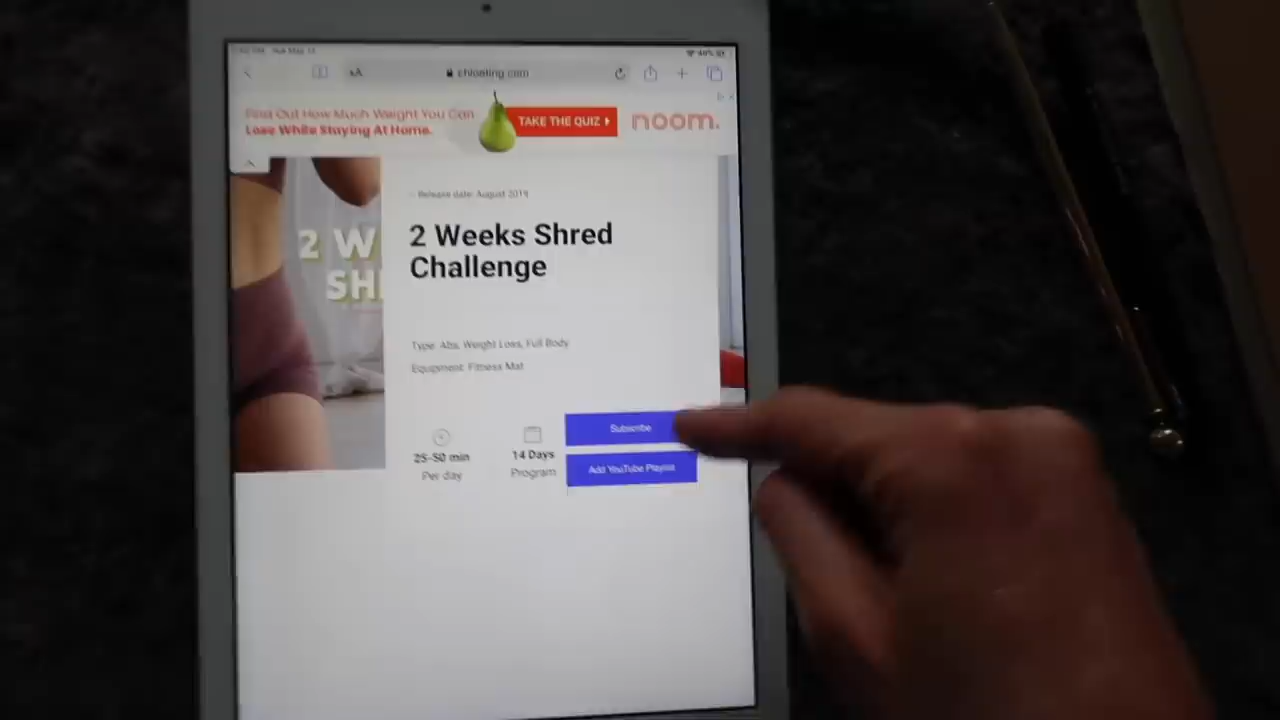 48%
AA
chloeting.com
Find Out How Much Weight You Can
Lose While Staying At Home.
TAKE THE QUIZ
noom.
Release date: August 2019
2 W
SH
2 Weeks Shred
Challenge
Type: Abs, Weight Loss, Full Body
Equipment: Fitness Mat
Subscribe
25-50 min
Per day
14 Days
Program
Add YouTube Playlist